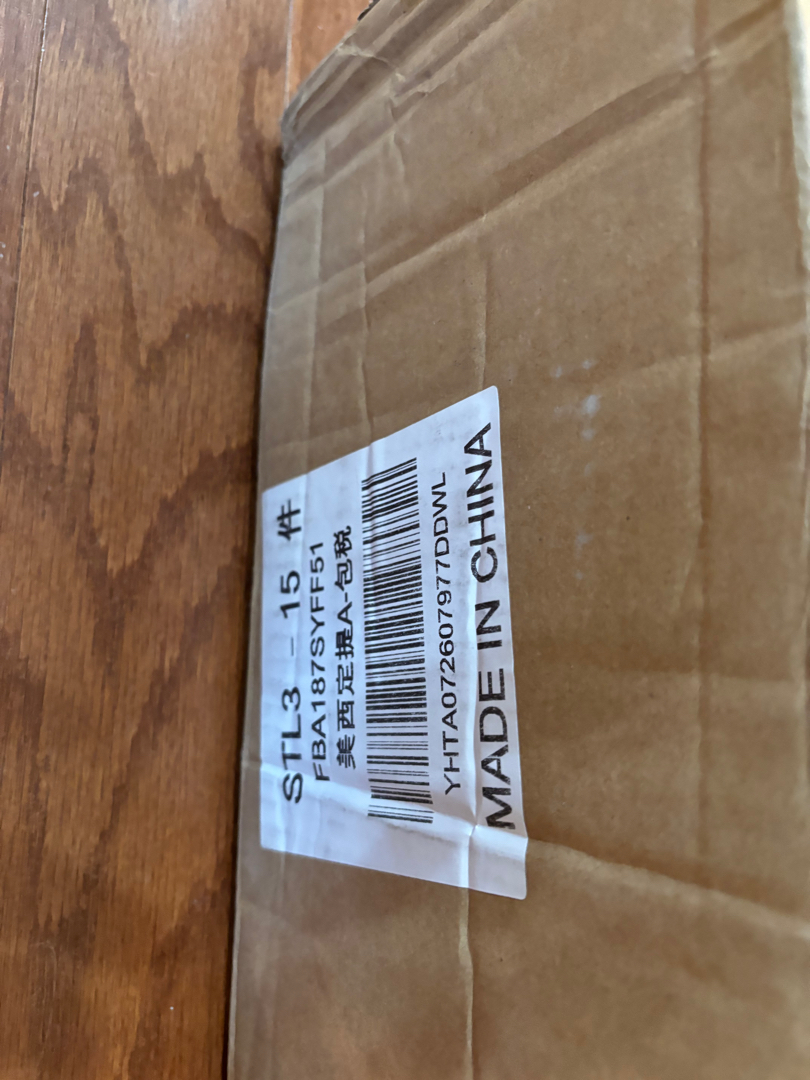 STL3 - 15 件
FBA187SYFF51
美西定提A-包税
YHTA072607977DDWL
MADE IN CHINA